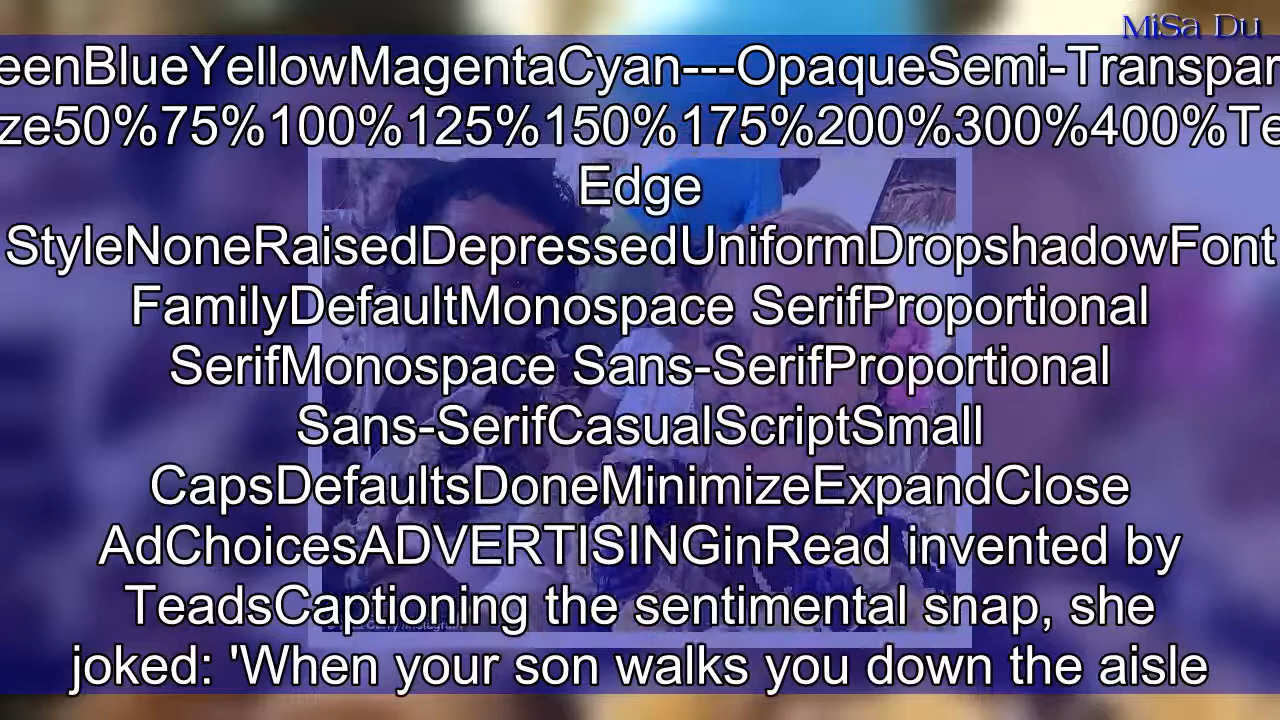 MiSa Du
eenBlueYellowMagentaCyan---OpaqueSemi-Transpar
ze50%75%100%125%150%175%200%300%400%Te
Edge
StyleNoneRaisedDepressedUniformDropshadowFont
FamilyDefaultMonospace SerifProportional
SerifMonospace Sans-SerifProportional
Sans-SerifCasualScriptSmall
CapsDefaultsDoneMinimizeExpandClose
AdChoicesADVERTISINGinRead invented by
TeadsCaptioning the sentimental snap, she
joked: 'When your son walks you down the aisle